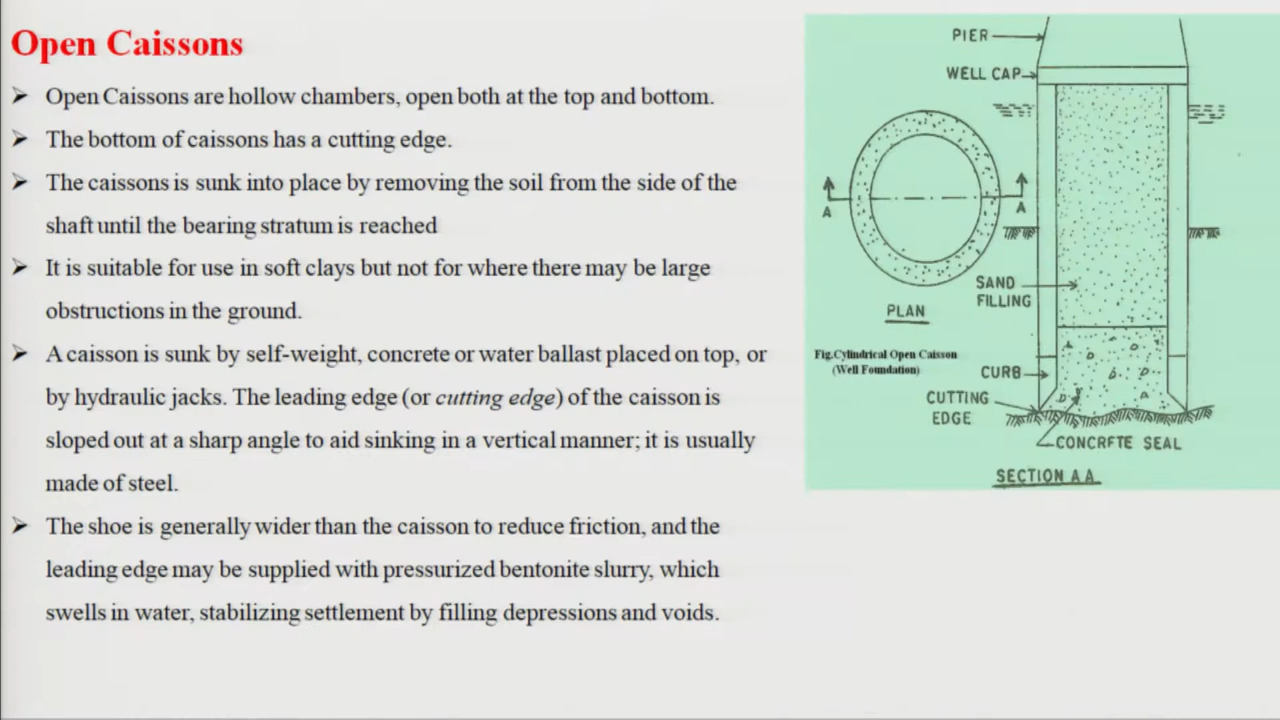 Open Caissons
➢ Open Caissons are hollow chambers, open both at the top and bottom.
➢ The bottom of caissons has a cutting edge.
➢ The caissons is sunk into place by removing the soil from the side of the
shaft until the bearing stratum is reached
➢ It is suitable for use in soft clays but not for where there may be large
obstructions in the ground.
➢ A caisson is sunk by self-weight, concrete or water ballast placed on top, or
by hydraulic jacks. The leading edge (or cutting edge) of the caisson is
sloped out at a sharp angle to aid sinking in a vertical manner; it is usually
made of steel.
➢ The shoe is generally wider than the caisson to reduce friction, and the
leading edge may be supplied with pressurized bentonite slurry, which
swells in water, stabilizing settlement by filling depressions and voids.
PIER
WELL CAP
A
A
SAND
FILLING
PLAN
Fig.Cylindrical Open Caisson
(Well Foundation)
CURB
CUTTING
EDGE
CONCRETE SEAL
SECTION A A